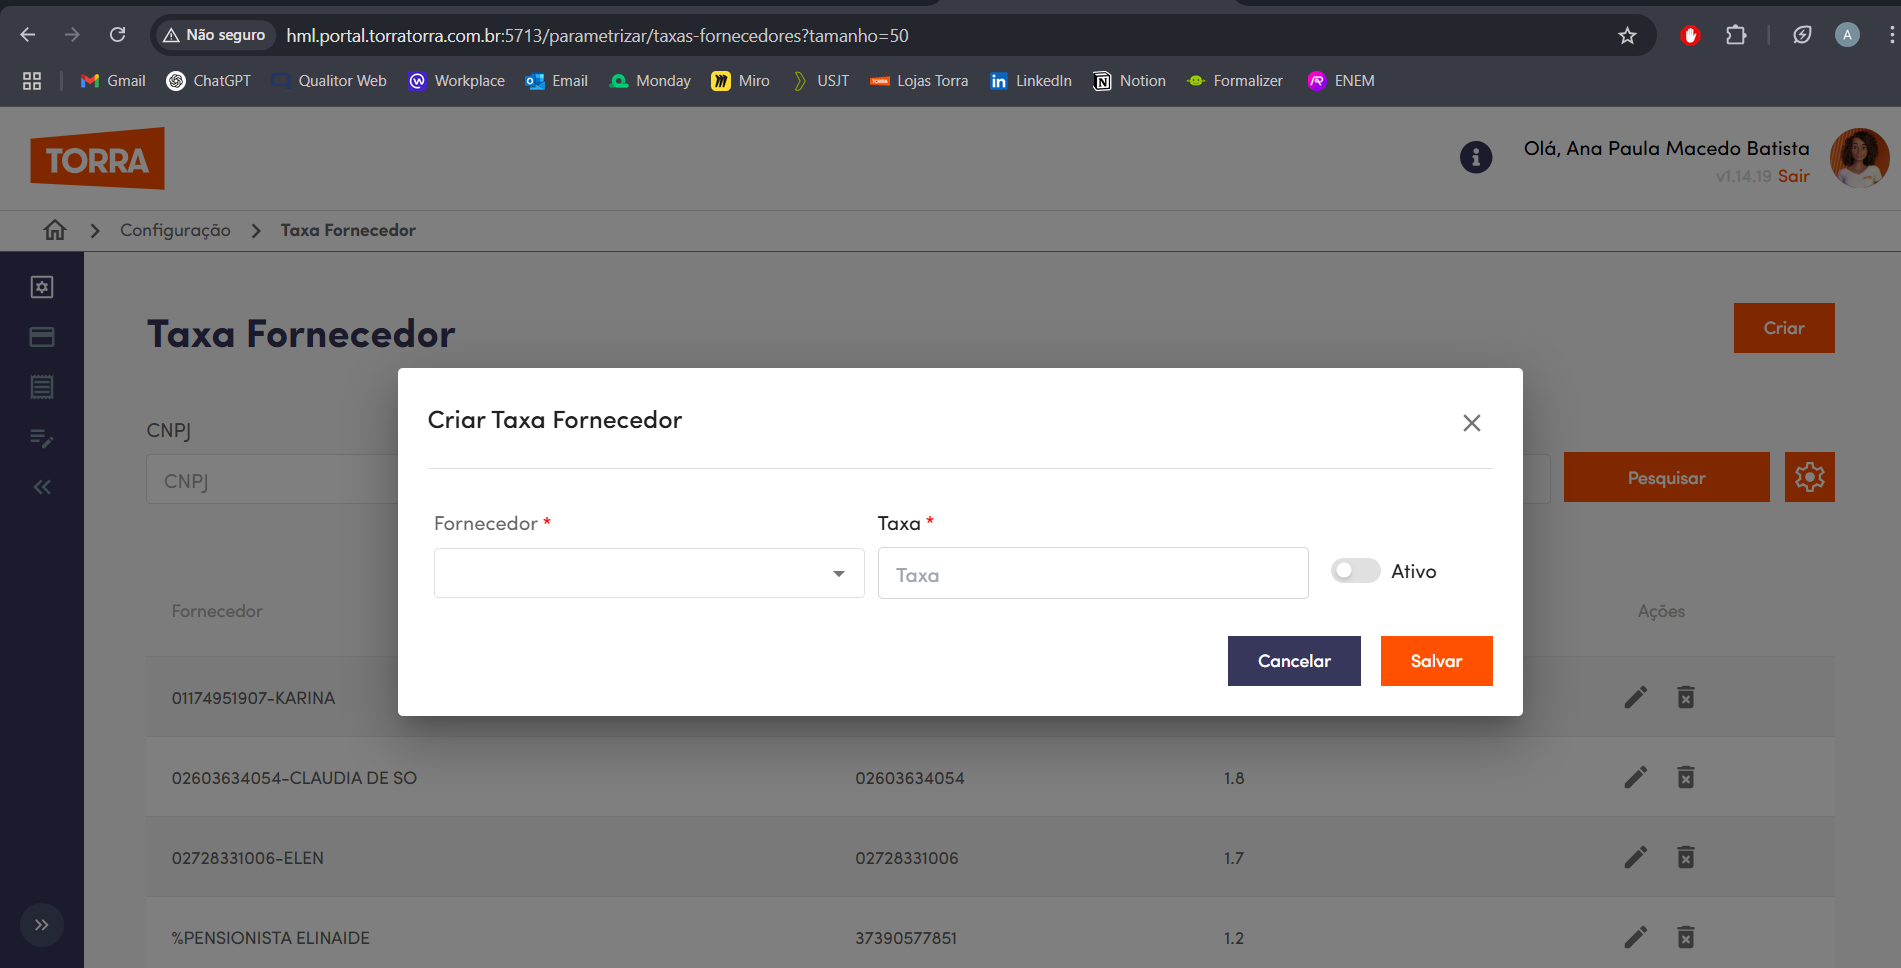 Não seguro hml.portal.torratorra.com.br:5713/parametrizar/taxas-fornecedores?tamanho=50 A
Gmail ChatGPT Qualitor Web Workplace Email Monday Miro USJT Lojas Torra LinkedIn Notion Formalizer ENEM
TORRA
Olá, Ana Paula Macedo Batista
v1.14.19 Sair
Configuração Taxa Fornecedor
Taxa Fornecedor
Criar
Criar Taxa Fornecedor
CNPJ
CNPJ
Pesquisar
Fornecedor *
Taxa *
Taxa
Ativo
Fornecedor
Ações
Cancelar
Salvar
01174951907-KARINA
02603634054-CLAUDIA DE SO 02603634054 1.8
02728331006-ELEN 02728331006 1.7
%PENSIONISTA ELINAIDE 37390577851 1.2